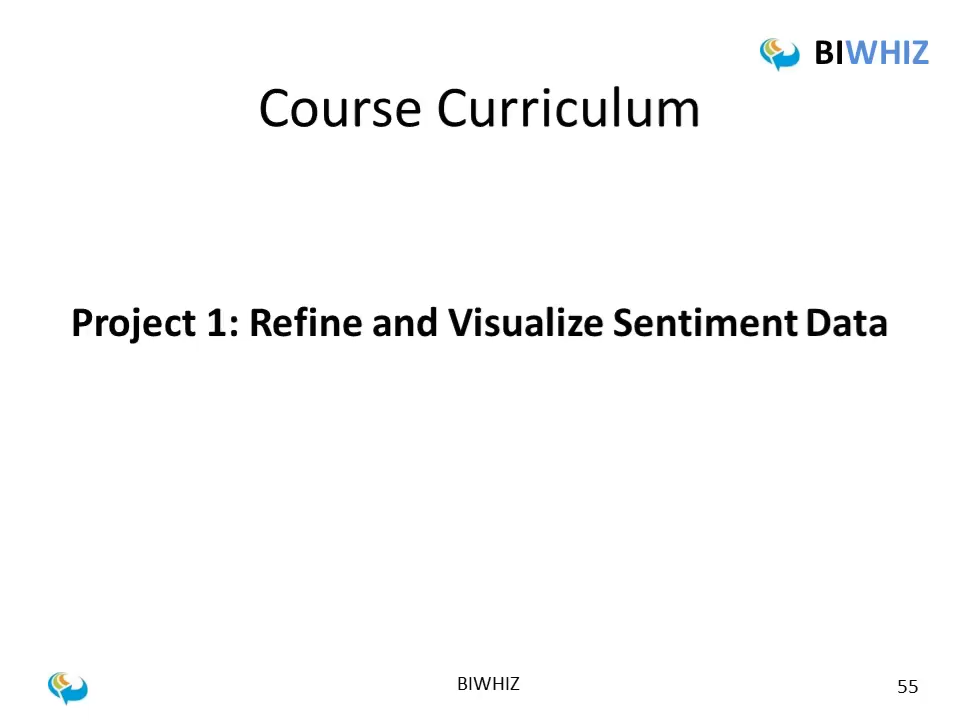 BIWHIZ
Course Curriculum
Project 1: Refine and Visualize Sentiment Data
BIWHIZ
55